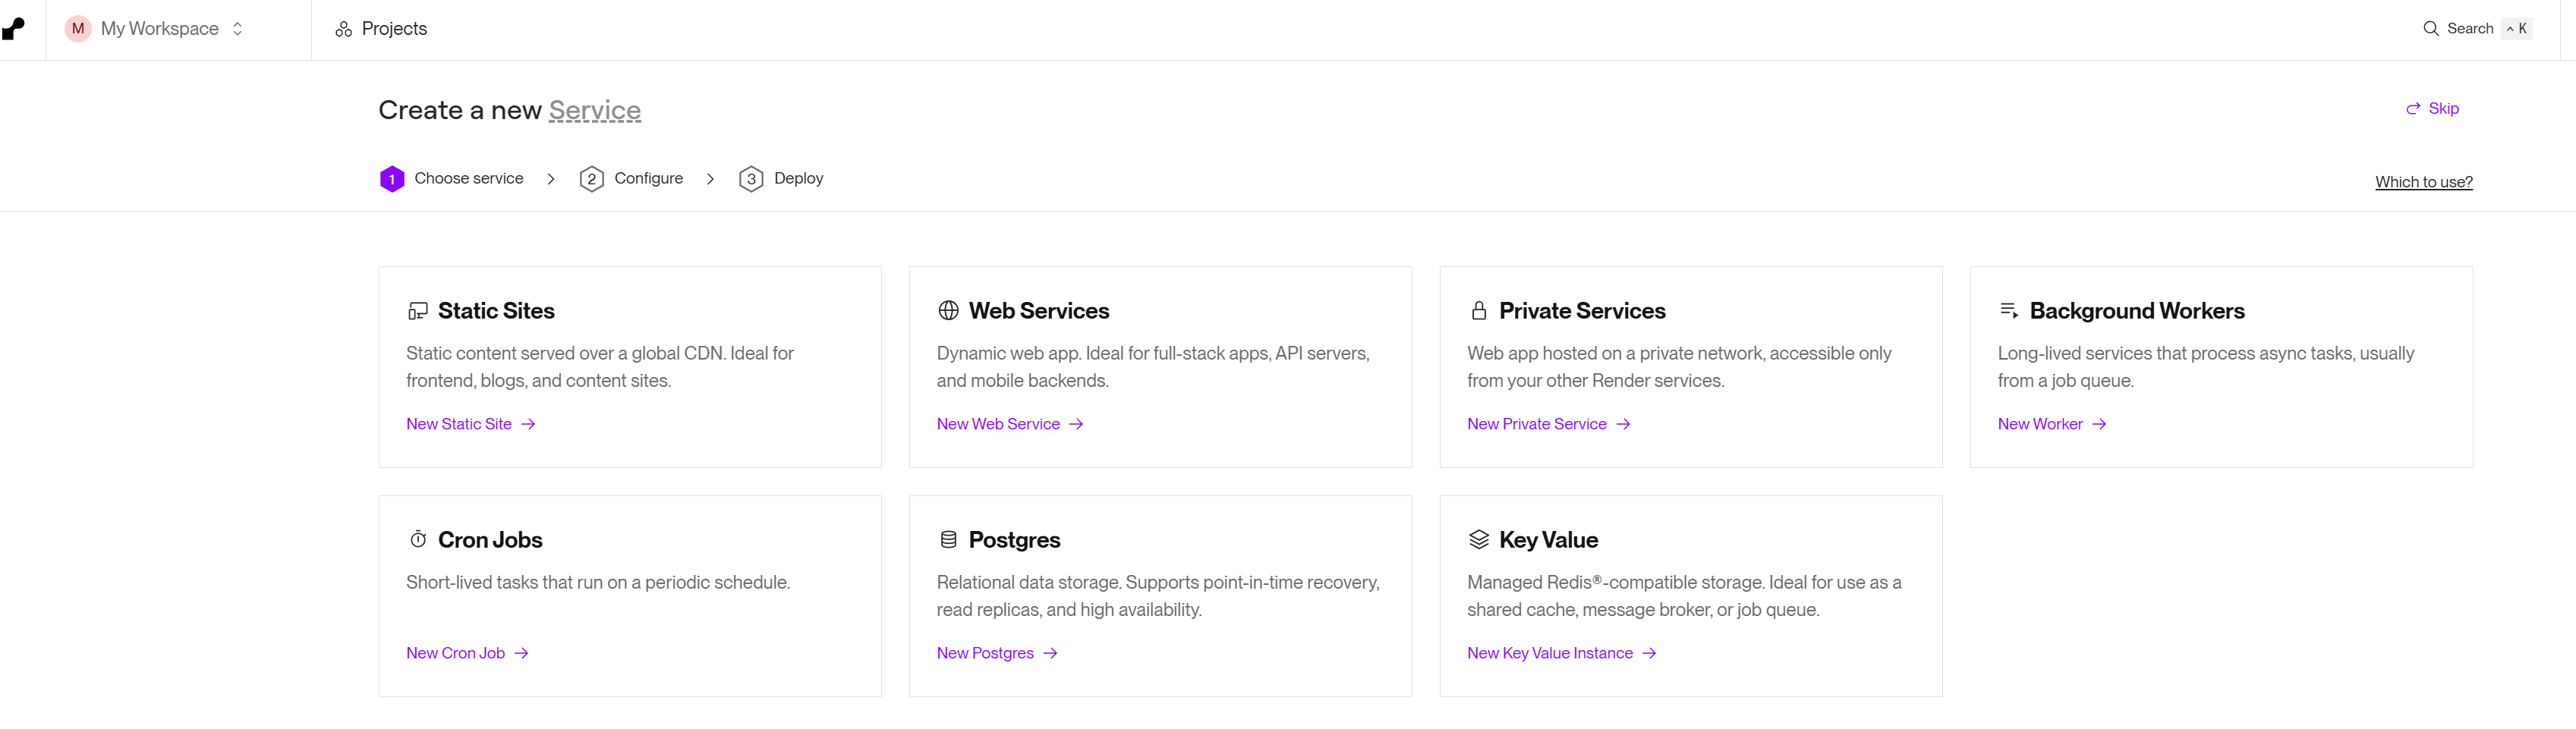 M My Workspace
Projects
Search ^ K
Create a new Service
Skip
1 Choose service
2 Configure
3 Deploy
Which to use?
Static Sites
Static content served over a global CDN. Ideal for
frontend, blogs, and content sites.
New Static Site →
Web Services
Dynamic web app. Ideal for full-stack apps, API servers,
and mobile backends.
New Web Service →
Private Services
Web app hosted on a private network, accessible only
from your other Render services.
New Private Service →
Background Workers
Long-lived services that process async tasks, usually
from a job queue.
New Worker →
Cron Jobs
Short-lived tasks that run on a periodic schedule.
New Cron Job →
Postgres
Relational data storage. Supports point-in-time recovery,
read replicas, and high availability.
New Postgres →
Key Value
Managed Redis®-compatible storage. Ideal for use as a
shared cache, message broker, or job queue.
New Key Value Instance →